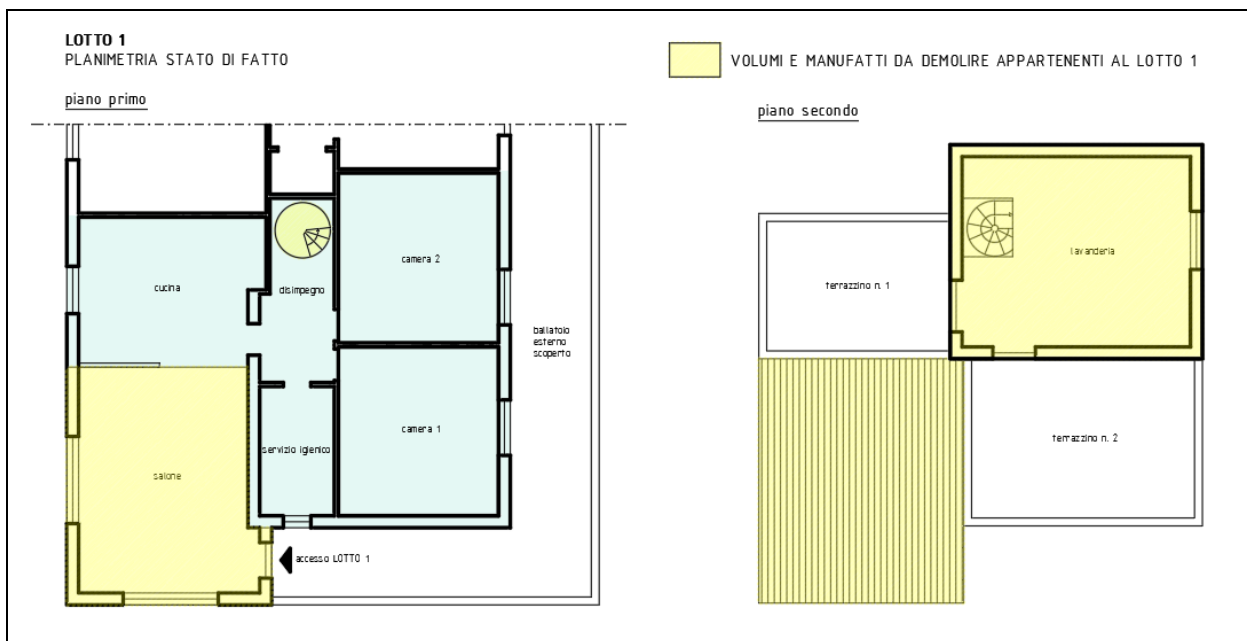 LOTTO 1
PLANIMETRIA STATO DI FATTO
VOLUMI E MANUFATTI DA DEMOLIRE APPARTENENTI AL LOTTO 1
piano primo
cucina
disimpegno
camera 2
ballatoio
esterno
scoperto
salone
servizio igienico
camera 1
accesso LOTTO 1
piano secondo
lavanderia
terrazzino n. 1
terrazzino n. 2